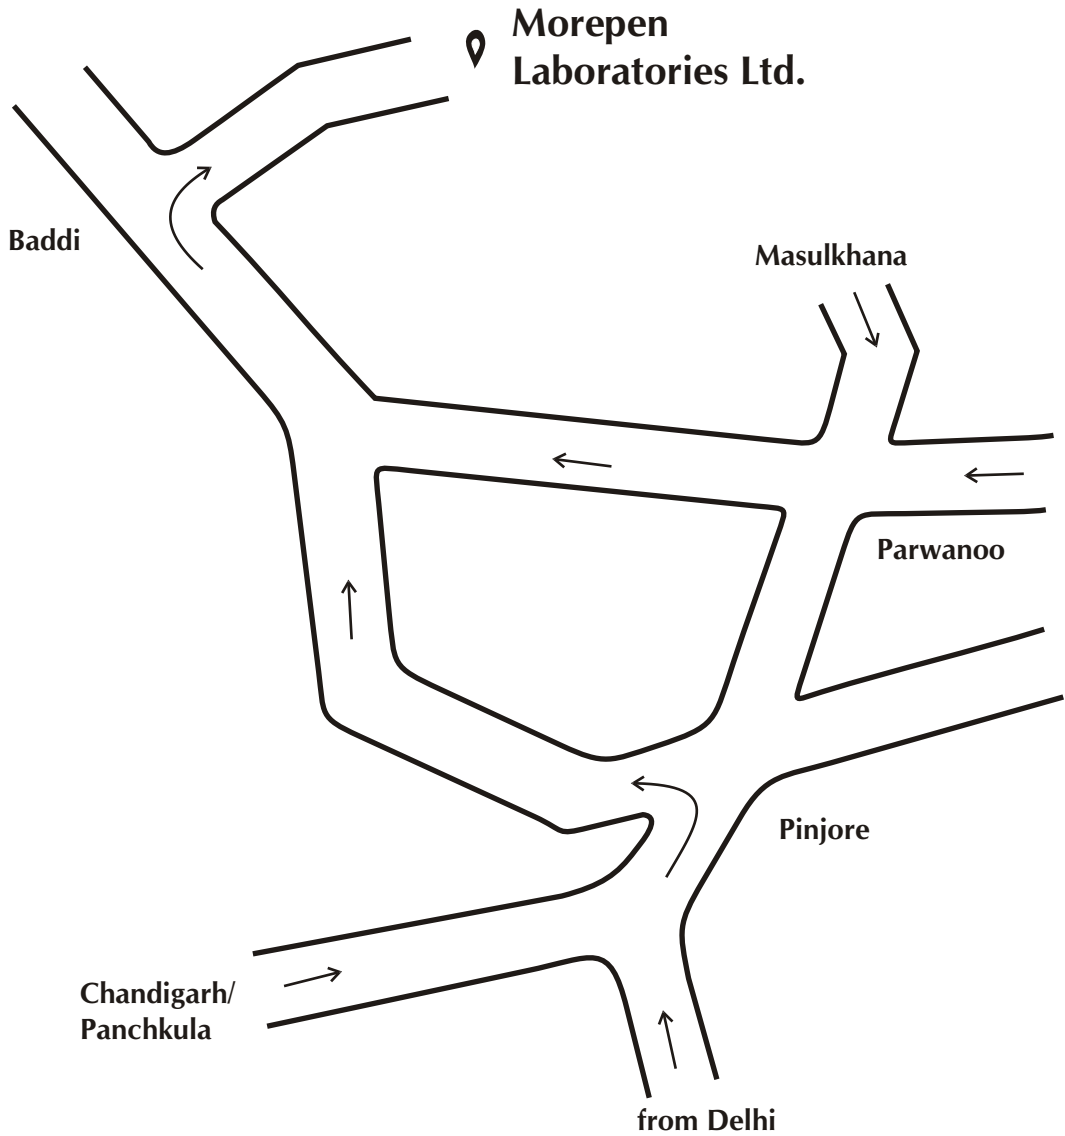 Morepen
Laboratories Ltd.
Baddi
Masulkhana
Parwanoo
Pinjore
Chandigarh/
Panchkula
from Delhi